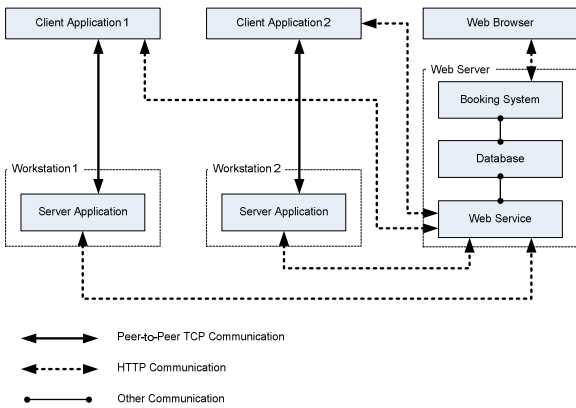 Client Application 1
Client Application 2
Web Browser
Web Server
Booking System
Database
Web Service
Workstation 1
Server Application
Workstation 2
Server Application
Peer-to-Peer TCP Communication
HTTP Communication
Other Communication